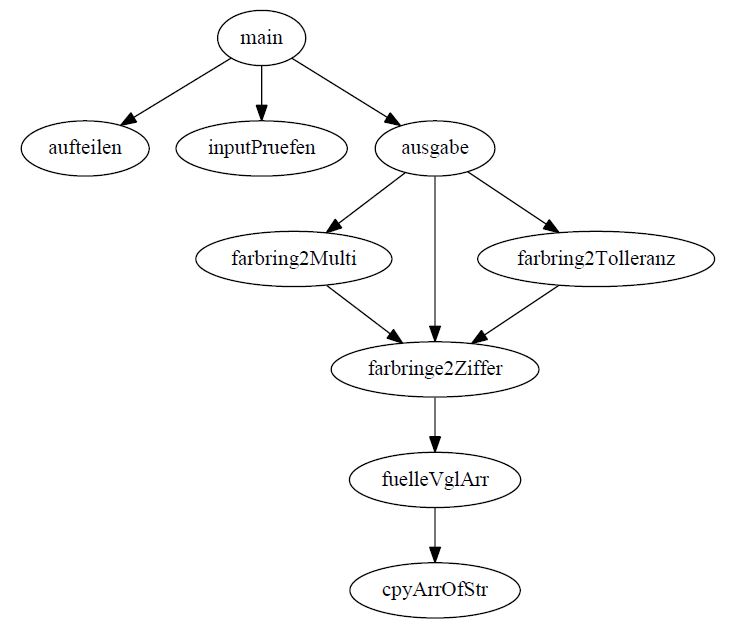 main
aufteilen
inputPruefen
ausgabe
farbring2Multi
farbring2Tolleranz
farbringe2Ziffer
fuelleVglArr
cpyArrOfStr